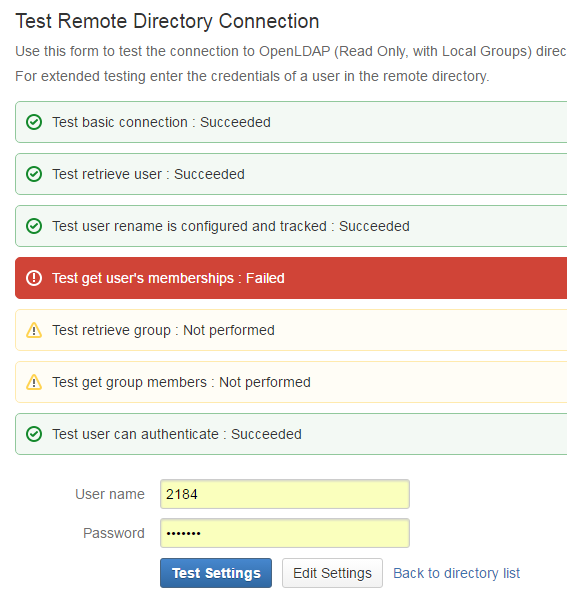 Test Remote Directory Connection
Use this form to test the connection to OpenLDAP (Read Only, with Local Groups) direc
For extended testing enter the credentials of a user in the remote directory.
Test basic connection : Succeeded
Test retrieve user : Succeeded
Test user rename is configured and tracked : Succeeded
Test get user's memberships : Failed
Test retrieve group : Not performed
Test get group members : Not performed
Test user can authenticate : Succeeded
User name 2184
Password •••••••
Test Settings Edit Settings Back to directory list